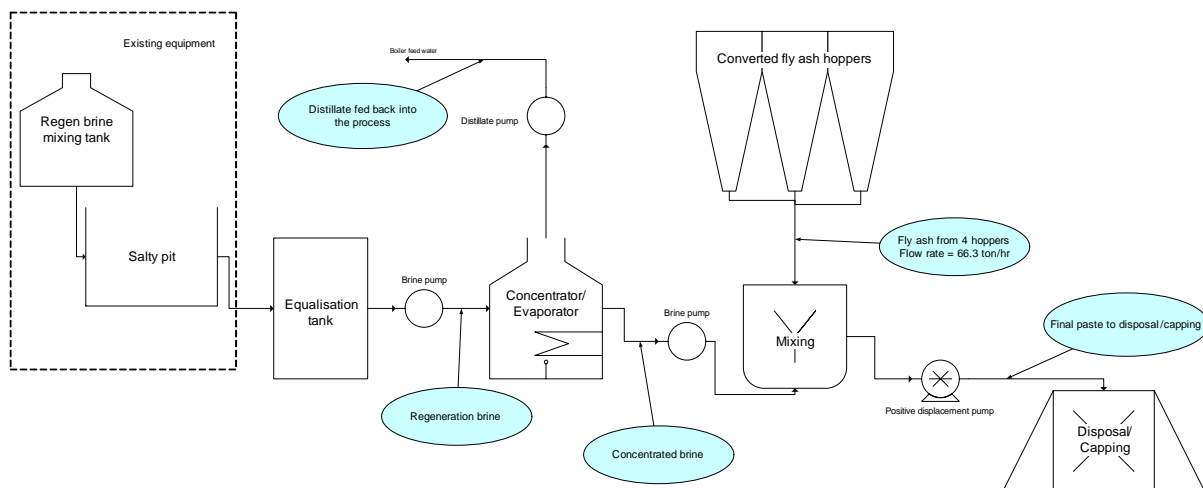 Existing equipment
Regen brine
mixing tank
Salty pit
Equalisation
tank
Brine pump
Regeneration brine
Boiler feed water
Distillate fed back into
the process
Distillate pump
Concentrator/
Evaporator
Brine pump
Concentrated brine
Converted fly ash hoppers
Fly ash from 4 hoppers
Flow rate = 66.3 ton/hr
Mixing
Positive displacement pump
Final paste to disposal/capping
Disposal/
Capping